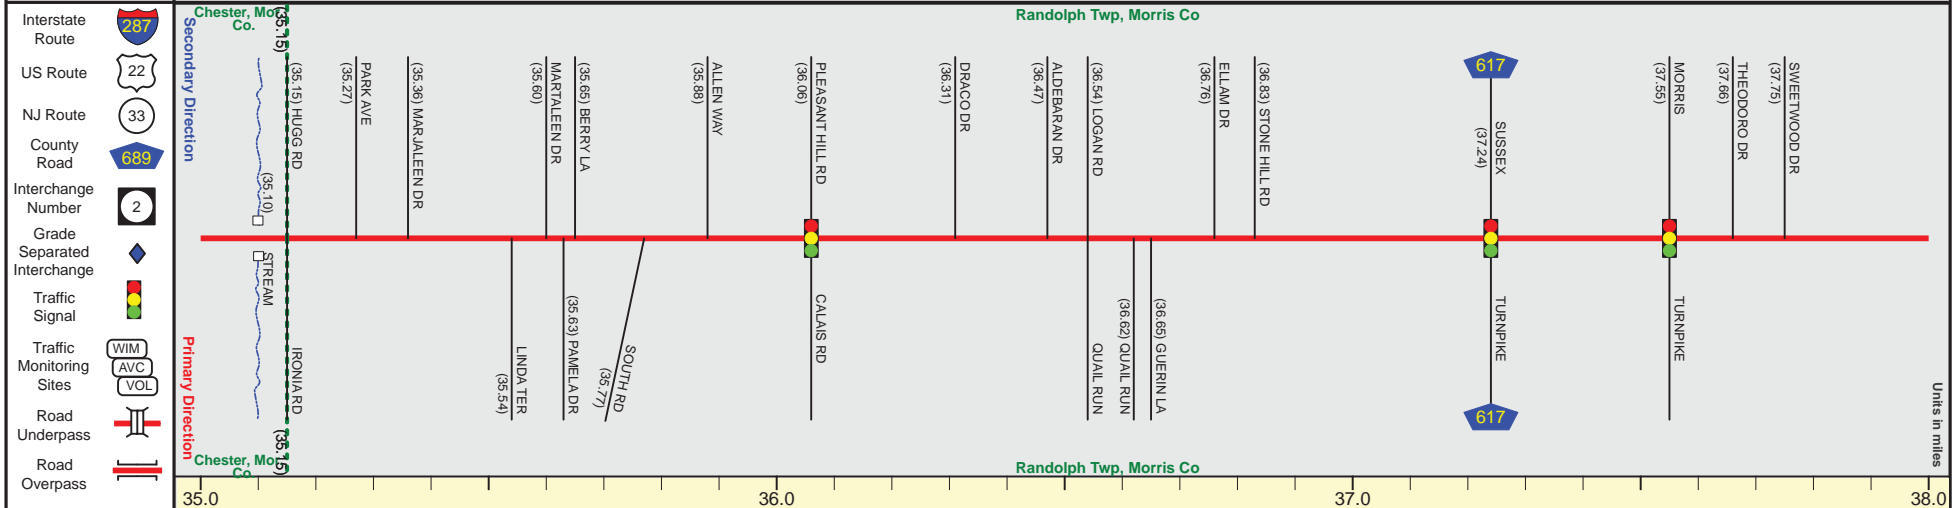 Interstate
Route
287
US Route
22
NJ Route
33
County
Road
689
Interchange
Number
2
Grade
Separated
Interchange
Traffic
Signal
Traffic
Monitoring
Sites
WIM
AVC
VOL
Road
Underpass
Road
Overpass
Secondary Direction
Primary Direction
Chester, Mo
Co.
(35.15)
Randolph Twp, Morris Co
(35.10)
STREAM
(35.15) HUGG RD
IRONIA RD
PARK AVE
(35.27)
(35.36) MARJALEEN DR
LINDA TER
(35.54)
MARTALEEN DR
(35.60)
(35.63) PAMELA DR
(35.65) BERRY LA
SOUTH RD
(35.77)
ALLEN WAY
(35.88)
PLEASANT HILL RD
(36.06)
CALAIS RD
DRACO DR
(36.31)
ALDEBARAN DR
(36.47)
(36.54) LOGAN RD
QUAIL RUN
(36.62) QUAIL RUN
(36.65) GUERIN LA
ELLAM DR
(36.76)
(36.83) STONE HILL RD
617
SUSSEX
(37.24)
TURNPIKE
617
MORRIS
(37.55)
TURNPIKE
THEODORO DR
(37.66)
SWEETWOOD DR
(37.75)
Units in miles
Chester, Mo
Co.
(35.15)
Randolph Twp, Morris Co
35.0
36.0
37.0
38.0